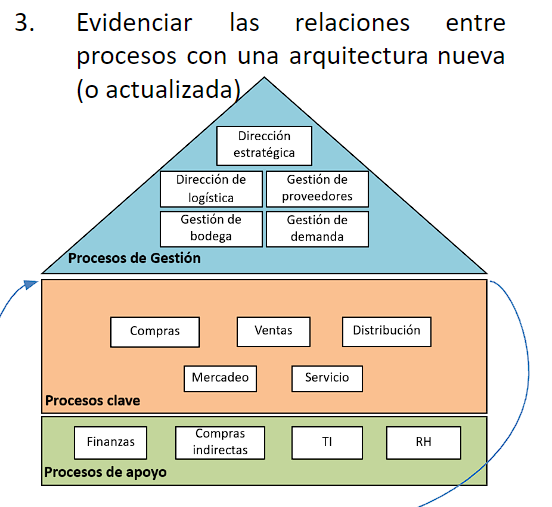 3. Evidenciar las relaciones entre
procesos con una arquitectura nueva
(o actualizada)
Dirección
estratégica
Dirección de
logística
Gestión de
proveedores
Gestión de
bodega
Gestión de
demanda
Procesos de Gestión
Compras
Ventas
Distribución
Mercadeo
Servicio
Procesos clave
Finanzas
Compras
indirectas
TI
RH
Procesos de apoyo